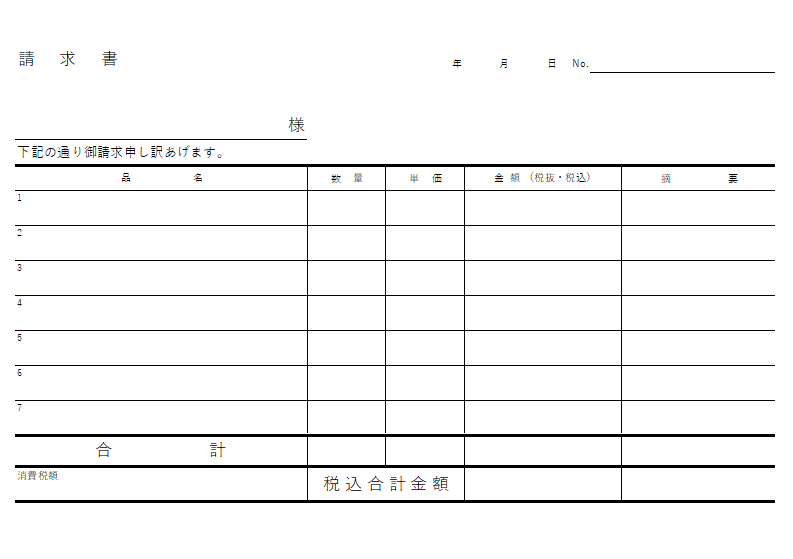 請 求 書
年 月 日 No.
様
下記の通り御請求申し訳あげます。
品 名 数 量 単 価 金 額 (税抜・税込) 摘 要
1
2
3
4
5
6
7
合 計
消費税額 税込合計金額